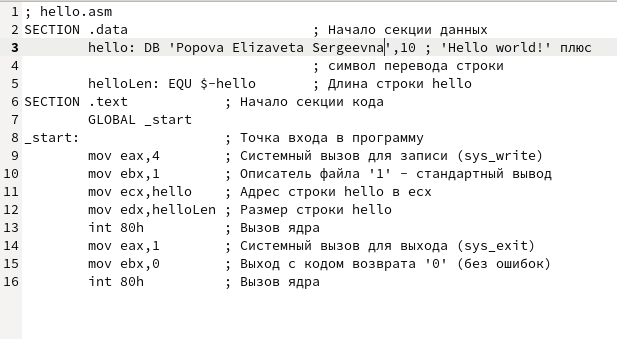 1 ; hello.asm
2 SECTION .data ; Начало секции данных
3 hello: DB 'Popova Elizaveta Sergeevna',10 ; 'Hello world!' плюс
4 ; символ перевода строки
5 helloLen: EQU $-hello ; Длина строки hello
6 SECTION .text ; Начало секции кода
7 GLOBAL _start
8 _start: ; Точка входа в программу
9 mov eax,4 ; Системный вызов для записи (sys_write)
10 mov ebx,1 ; Описатель файла '1' - стандартный вывод
11 mov ecx,hello ; Адрес строки hello в ecx
12 mov edx,helloLen ; Размер строки hello
13 int 80h ; Вызов ядра
14 mov eax,1 ; Системный вызов для выхода (sys_exit)
15 mov ebx,0 ; Выход с кодом возврата '0' (без ошибок)
16 int 80h ; Вызов ядра